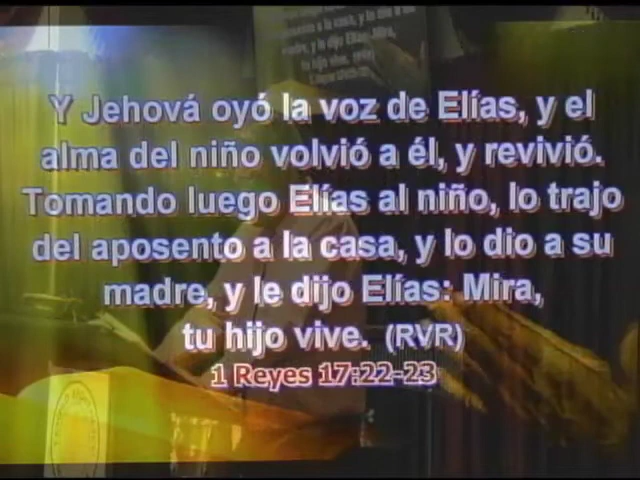 Y Jehová oyó la voz de Elías, y el
alma del niño volvió a él, y revivió.
Tomando luego Elías al niño, lo trajo
del aposento a la casa, y lo dio a su
madre, y le dijo Elías: Mira,
tu hijo vive. (RVR)
1 Reyes 17:22-23